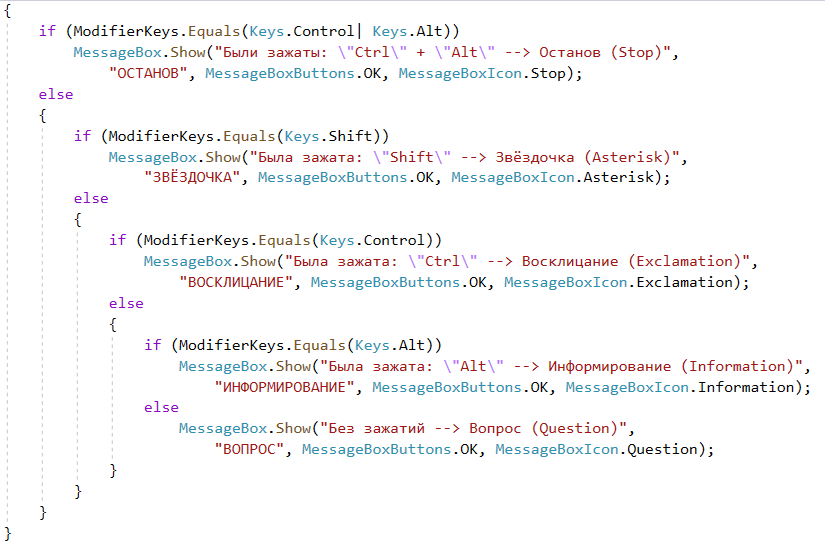 {
    if (ModifierKeys.Equals(Keys.Control| Keys.Alt))
        MessageBox.Show("Были зажаты: \"Ctrl\" + \"Alt\" --> Останов (Stop)",
            "ОСТАНОВ", MessageBoxButtons.OK, MessageBoxIcon.Stop);
    else
    {
        if (ModifierKeys.Equals(Keys.Shift))
            MessageBox.Show("Была зажата: \"Shift\" --> Звёздочка (Asterisk)",
                "ЗВЁЗДОЧКА", MessageBoxButtons.OK, MessageBoxIcon.Asterisk);
        else
        {
            if (ModifierKeys.Equals(Keys.Control))
                MessageBox.Show("Была зажата: \"Ctrl\" --> Восклицание (Exclamation)",
                    "ВОСКЛИЦАНИЕ", MessageBoxButtons.OK, MessageBoxIcon.Exclamation);
            else
            {
                if (ModifierKeys.Equals(Keys.Alt))
                    MessageBox.Show("Была зажата: \"Alt\" --> Информирование (Information)",
                        "ИНФОРМИРОВАНИЕ", MessageBoxButtons.OK, MessageBoxIcon.Information);
                else
                    MessageBox.Show("Без зажатий --> Вопрос (Question)",
                        "ВОПРОС", MessageBoxButtons.OK, MessageBoxIcon.Question);
            }
        }
    }
}